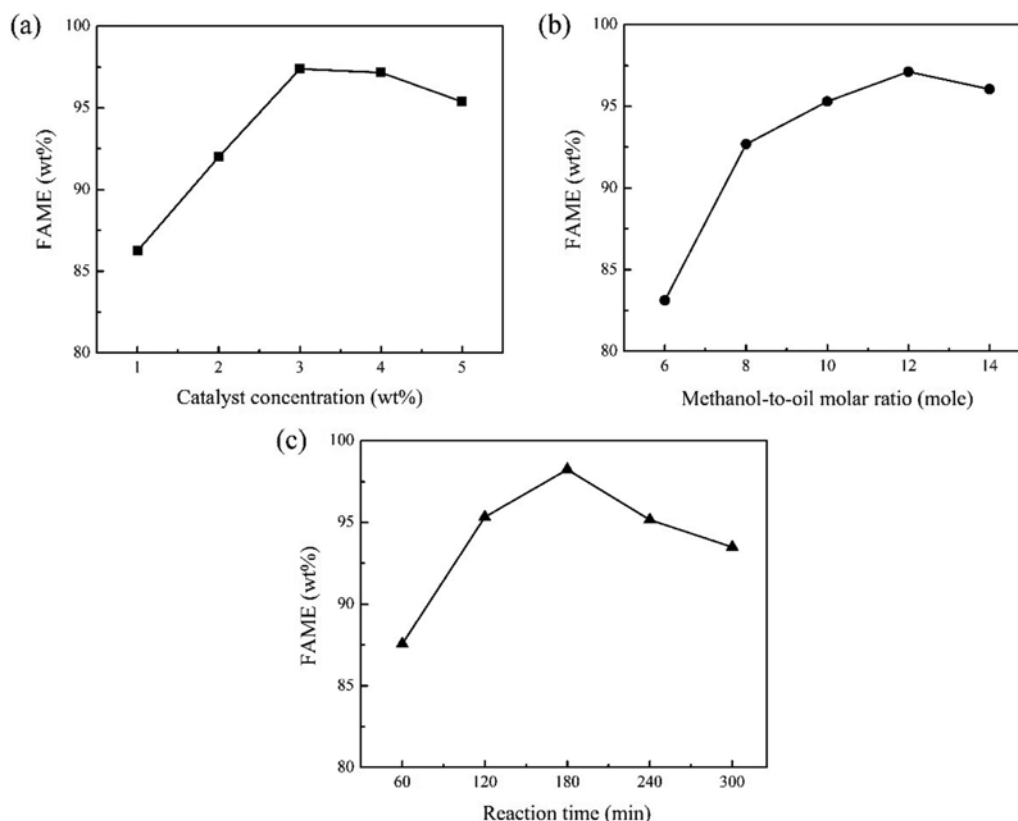 (a)
100
95
90
85
80
FAME (wt%)
1 2 3 4 5
Catalyst concentration (wt%)
(b)
100
95
90
85
80
FAME (wt%)
6 8 10 12 14
Methanol-to-oil molar ratio (mole)
(c)
100
95
90
85
80
FAME (wt%)
60 120 180 240 300
Reaction time (min)